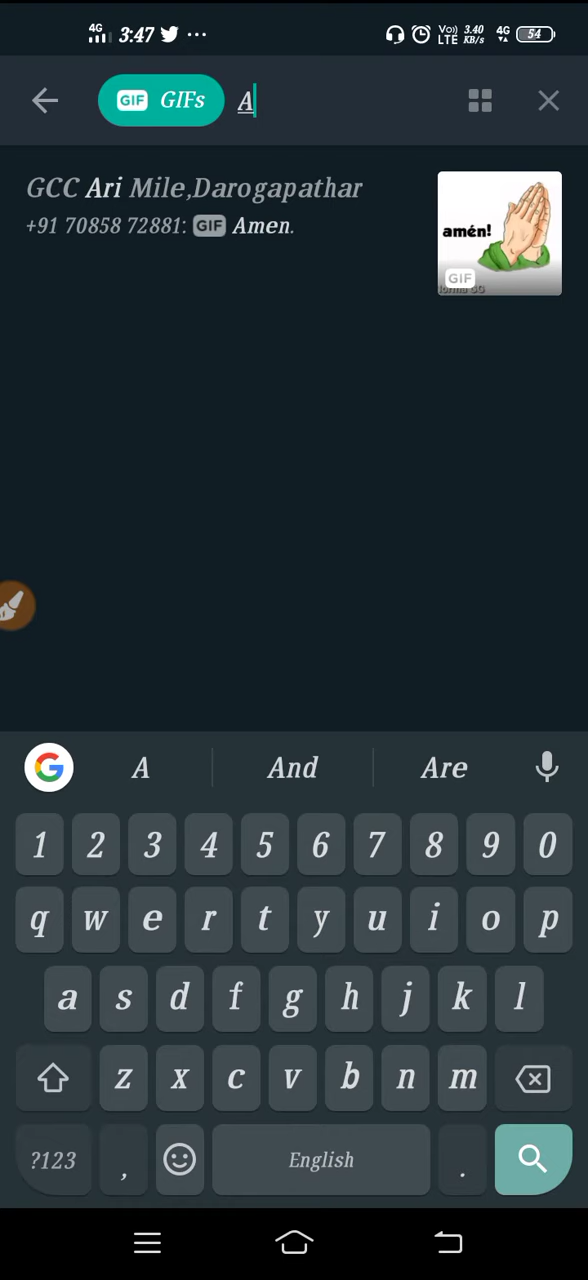 4G 3:47 ... Vo)) LTE 3.40 KB/s 4G 54
GIF GIFs A
GCC Ari Mile,Darogapathar
+91 70858 72881: GIF Amen.
amén!
GIF
A And Are
1 2 3 4 5 6 7 8 9 0
q w e r t y u i o p
a s d f g h j k l
z x c v b n m
?123 , English .